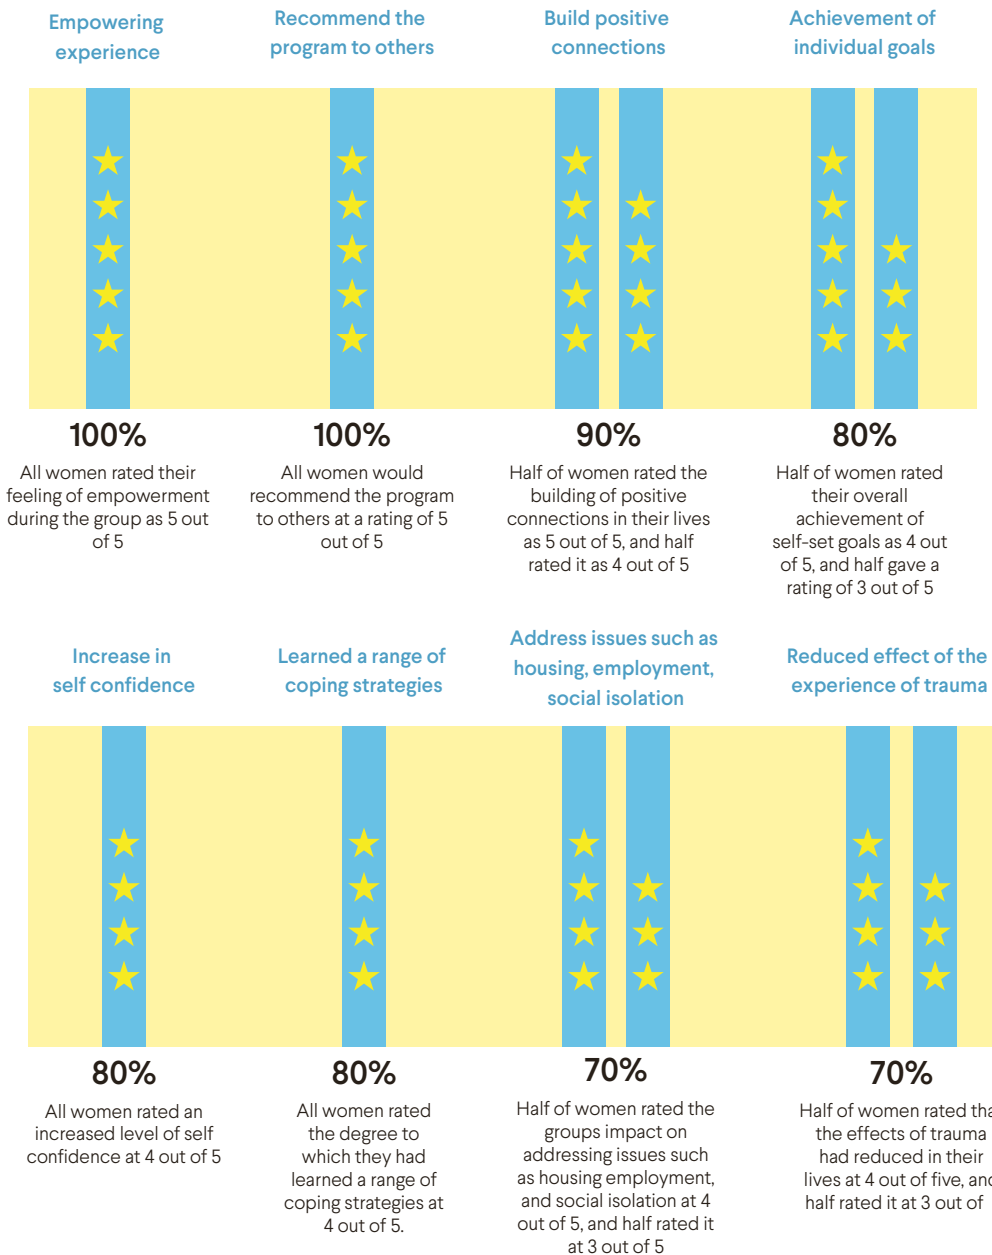 Empowering
experience
Recommend the
program to others
Build positive
connections
Achievement of
individual goals
100%
All women rated their
feeling of empowerment
during the group as 5 out
of 5
100%
All women would
recommend the program
to others at a rating of 5
out of 5
90%
Half of women rated the
building of positive
connections in their lives
as 5 out of 5, and half
rated it as 4 out of 5
80%
Half of women rated
their overall
achievement of
self-set goals as 4 out
of 5, and half gave a
rating of 3 out of 5
Increase in
self confidence
Learned a range of
coping strategies
Address issues such as
housing, employment,
social isolation
Reduced effect of the
experience of trauma
80%
All women rated an
increased level of self
confidence at 4 out of 5
80%
All women rated
the degree to
which they had
learned a range of
coping strategies at
4 out of 5.
70%
Half of women rated the
groups impact on
addressing issues such
as housing employment,
and social isolation at 4
out of 5, and half rated it
at 3 out of 5
70%
Half of women rated tha
the effects of trauma
had reduced in their
lives at 4 out of five, and
half rated it at 3 out of